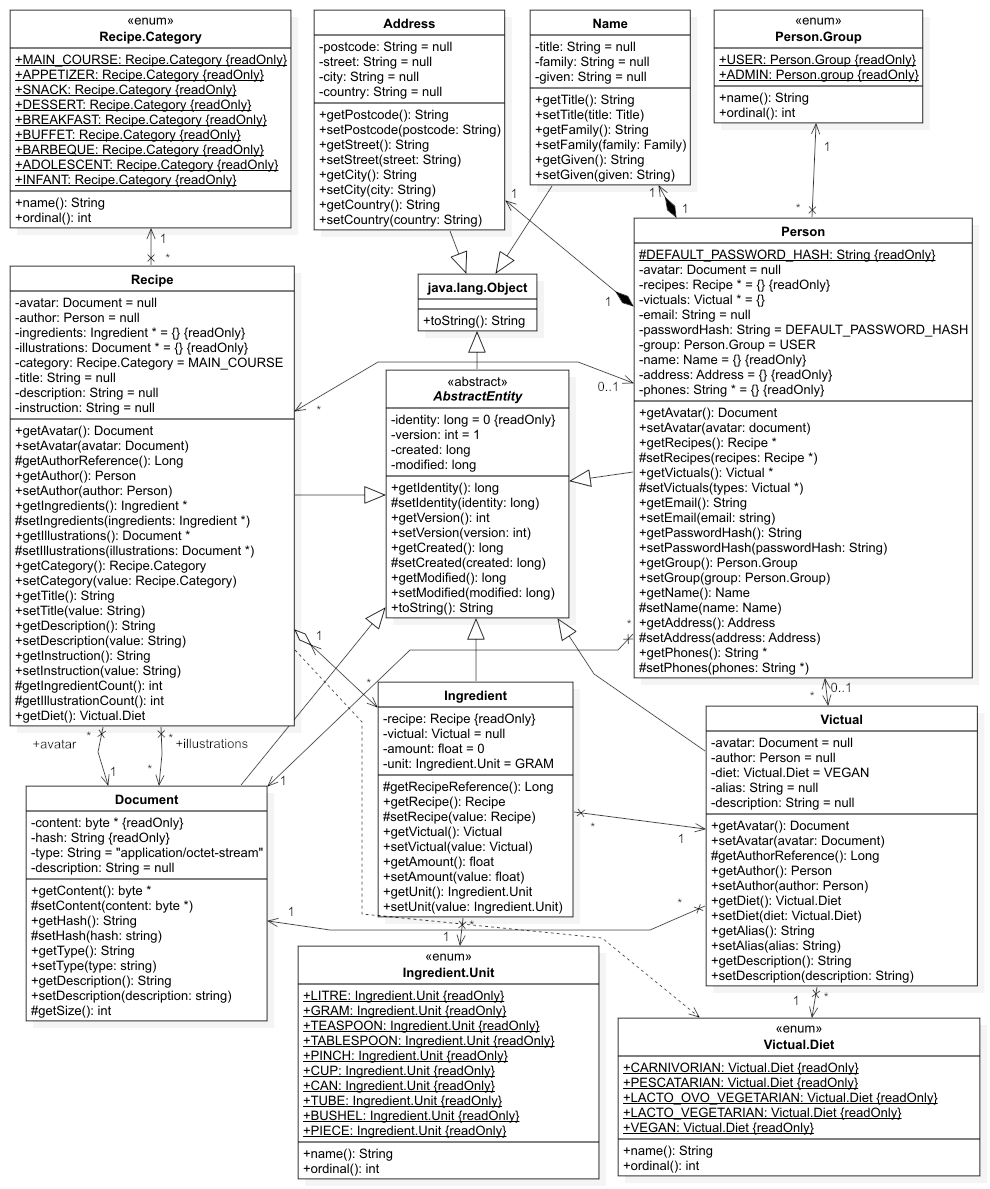 «enum»
Recipe.Category
+MAIN_COURSE: Recipe.Category {readOnly}
+APPETIZER: Recipe.Category {readOnly}
+SNACK: Recipe.Category {readOnly}
+DESSERT: Recipe.Category {readOnly}
+BREAKFAST: Recipe.Category {readOnly}
+BUFFET: Recipe.Category {readOnly}
+BARBEQUE: Recipe.Category {readOnly}
+ADOLESCENT: Recipe.Category {readOnly}
+INFANT: Recipe.Category {readOnly}
+name(): String
+ordinal(): int
Address
-postcode: String = null
-street: String = null
-city: String = null
-country: String = null
+getPostcode(): String
+setPostcode(postcode: String)
+getStreet(): String
+setStreet(street: String)
+getCity(): String
+setCity(city: String)
+getCountry(): String
+setCountry(country: String)
Name
-title: String = null
-family: String = null
-given: String = null
+getTitle(): String
+setTitle(title: Title)
+getFamily(): String
+setFamily(family: Family)
+getGiven(): String
+setGiven(given: String)
«enum»
Person.Group
+USER: Person.Group {readOnly}
+ADMIN: Person.group {readOnly}
+name(): String
+ordinal(): int
1
*
1
1
1
1
1
*
java.lang.Object
+toString(): String
Recipe
-avatar: Document = null
-author: Person = null
-ingredients: Ingredient * = {} {readOnly}
-illustrations: Document * = {} {readOnly}
-category: Recipe.Category = MAIN_COURSE
-title: String = null
-description: String = null
-instruction: String = null
+getAvatar(): Document
+setAvatar(avatar: Document)
#getAuthorReference(): Long
+getAuthor(): Person
+setAuthor(author: Person)
+getIngredients(): Ingredient *
#setIngredients(ingredients: Ingredient *)
+getIllustrations(): Document *
#setIllustrations(illustrations: Document *)
+getCategory(): Recipe.Category
+setCategory(value: Recipe.Category)
+getTitle(): String
+setTitle(value: String)
+getDescription(): String
+setDescription(value: String)
+getInstruction(): String
+setInstruction(value: String)
#getIngredientCount(): int
#getIllustrationCount(): int
+getDiet(): Victual.Diet
*
0..1
«abstract»
AbstractEntity
-identity: long = 0 {readOnly}
-version: int = 1
-created: long
-modified: long
+getIdentity(): long
#setIdentity(identity: long)
+getVersion(): int
+setVersion(version: int)
+getCreated(): long
#setCreated(created: long)
+getModified(): long
+setModified(modified: long)
+toString(): String
Person
#DEFAULT_PASSWORD_HASH: String {readOnly}
-avatar: Document = null
-recipes: Recipe * = {} {readOnly}
-victuals: Victual * = {}
-email: String = null
-passwordHash: String = DEFAULT_PASSWORD_HASH
-group: Person.Group = USER
-name: Name = {} {readOnly}
-address: Address = {} {readOnly}
-phones: String * = {} {readOnly}
+getAvatar(): Document
+setAvatar(avatar: document)
+getRecipes(): Recipe *
#setRecipes(recipes: Recipe *)
+getVictuals(): Victual *
#setVictuals(types: Victual *)
+getEmail(): String
+setEmail(email: string)
+getPasswordHash(): String
+setPasswordHash(passwordHash: String)
+getGroup(): Person.Group
+setGroup(group: Person.Group)
+getName(): Name
#setName(name: Name)
+getAddress(): Address
#setAddress(address: Address)
+getPhones(): String *
#setPhones(phones: String *)
*
1
*
*
0..1
Ingredient
-recipe: Recipe {readOnly}
-victual: Victual = null
-amount: float = 0
-unit: Ingredient.Unit = GRAM
#getRecipeReference(): Long
+getRecipe(): Recipe
#setRecipe(value: Recipe)
+getVictual(): Victual
+setVictual(value: Victual)
+getAmount(): float
+setAmount(value: float)
+getUnit(): Ingredient.Unit
+setUnit(value: Ingredient.Unit)
Victual
-avatar: Document = null
-author: Person = null
-diet: Victual.Diet = VEGAN
-alias: String = null
-description: String = null
+getAvatar(): Document
+setAvatar(avatar: Document)
#getAuthorReference(): Long
+getAuthor(): Person
+setAuthor(author: Person)
+getDiet(): Victual.Diet
+setDiet(diet: Victual.Diet)
+getAlias(): String
+setAlias(alias: String)
+getDescription(): String
+setDescription(description: String)
*
*
+avatar
+illustrations
1
*
1
Document
-content: byte * {readOnly}
-hash: String {readOnly}
-type: String = "application/octet-stream"
-description: String = null
+getContent(): byte *
#setContent(content: byte *)
+getHash(): String
#setHash(hash: string)
+getType(): String
+setType(type: string)
+getDescription(): String
+setDescription(description: string)
#getSize(): int
*
1
1
*
*
1
1
*
«enum»
Ingredient.Unit
+LITRE: Ingredient.Unit {readOnly}
+GRAM: Ingredient.Unit {readOnly}
+TEASPOON: Ingredient.Unit {readOnly}
+TABLESPOON: Ingredient.Unit {readOnly}
+PINCH: Ingredient.Unit {readOnly}
+CUP: Ingredient.Unit {readOnly}
+CAN: Ingredient.Unit {readOnly}
+TUBE: Ingredient.Unit {readOnly}
+BUSHEL: Ingredient.Unit {readOnly}
+PIECE: Ingredient.Unit {readOnly}
+name(): String
+ordinal(): int
«enum»
Victual.Diet
+CARNIVORIAN: Victual.Diet {readOnly}
+PESCATARIAN: Victual.Diet {readOnly}
+LACTO_OVO_VEGETARIAN: Victual.Diet {readOnly}
+LACTO_VEGETARIAN: Victual.Diet {readOnly}
+VEGAN: Victual.Diet {readOnly}
+name(): String
+ordinal(): int